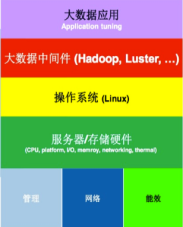 大数据应用
Application tuning
大数据中间件 (Hadoop, Luster, ...)
操作系统 (Linux)
服务器/存储硬件
(CPU, platform, I/O, memroy, networking, thermal)
管理
网络
能效